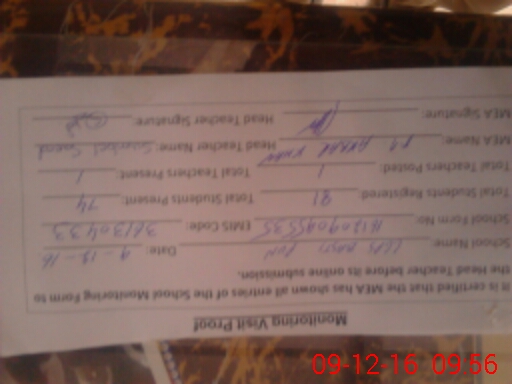 Monitoring Visit Proof
It is certified that the MEA has shown all entries of the School Monitoring Form to
the Head Teacher before its online submission.
School Name: Date: 9-12-16
School Form No: EMIS Code: 36130433
Total Students Registered: 91 Total Students Present: 74
Total Teachers Posted: 1 Total Teachers Present: 1
MEA Name: Head Teacher Name:
MEA Signature: Head Teacher Signature:
09-12-16 09:56